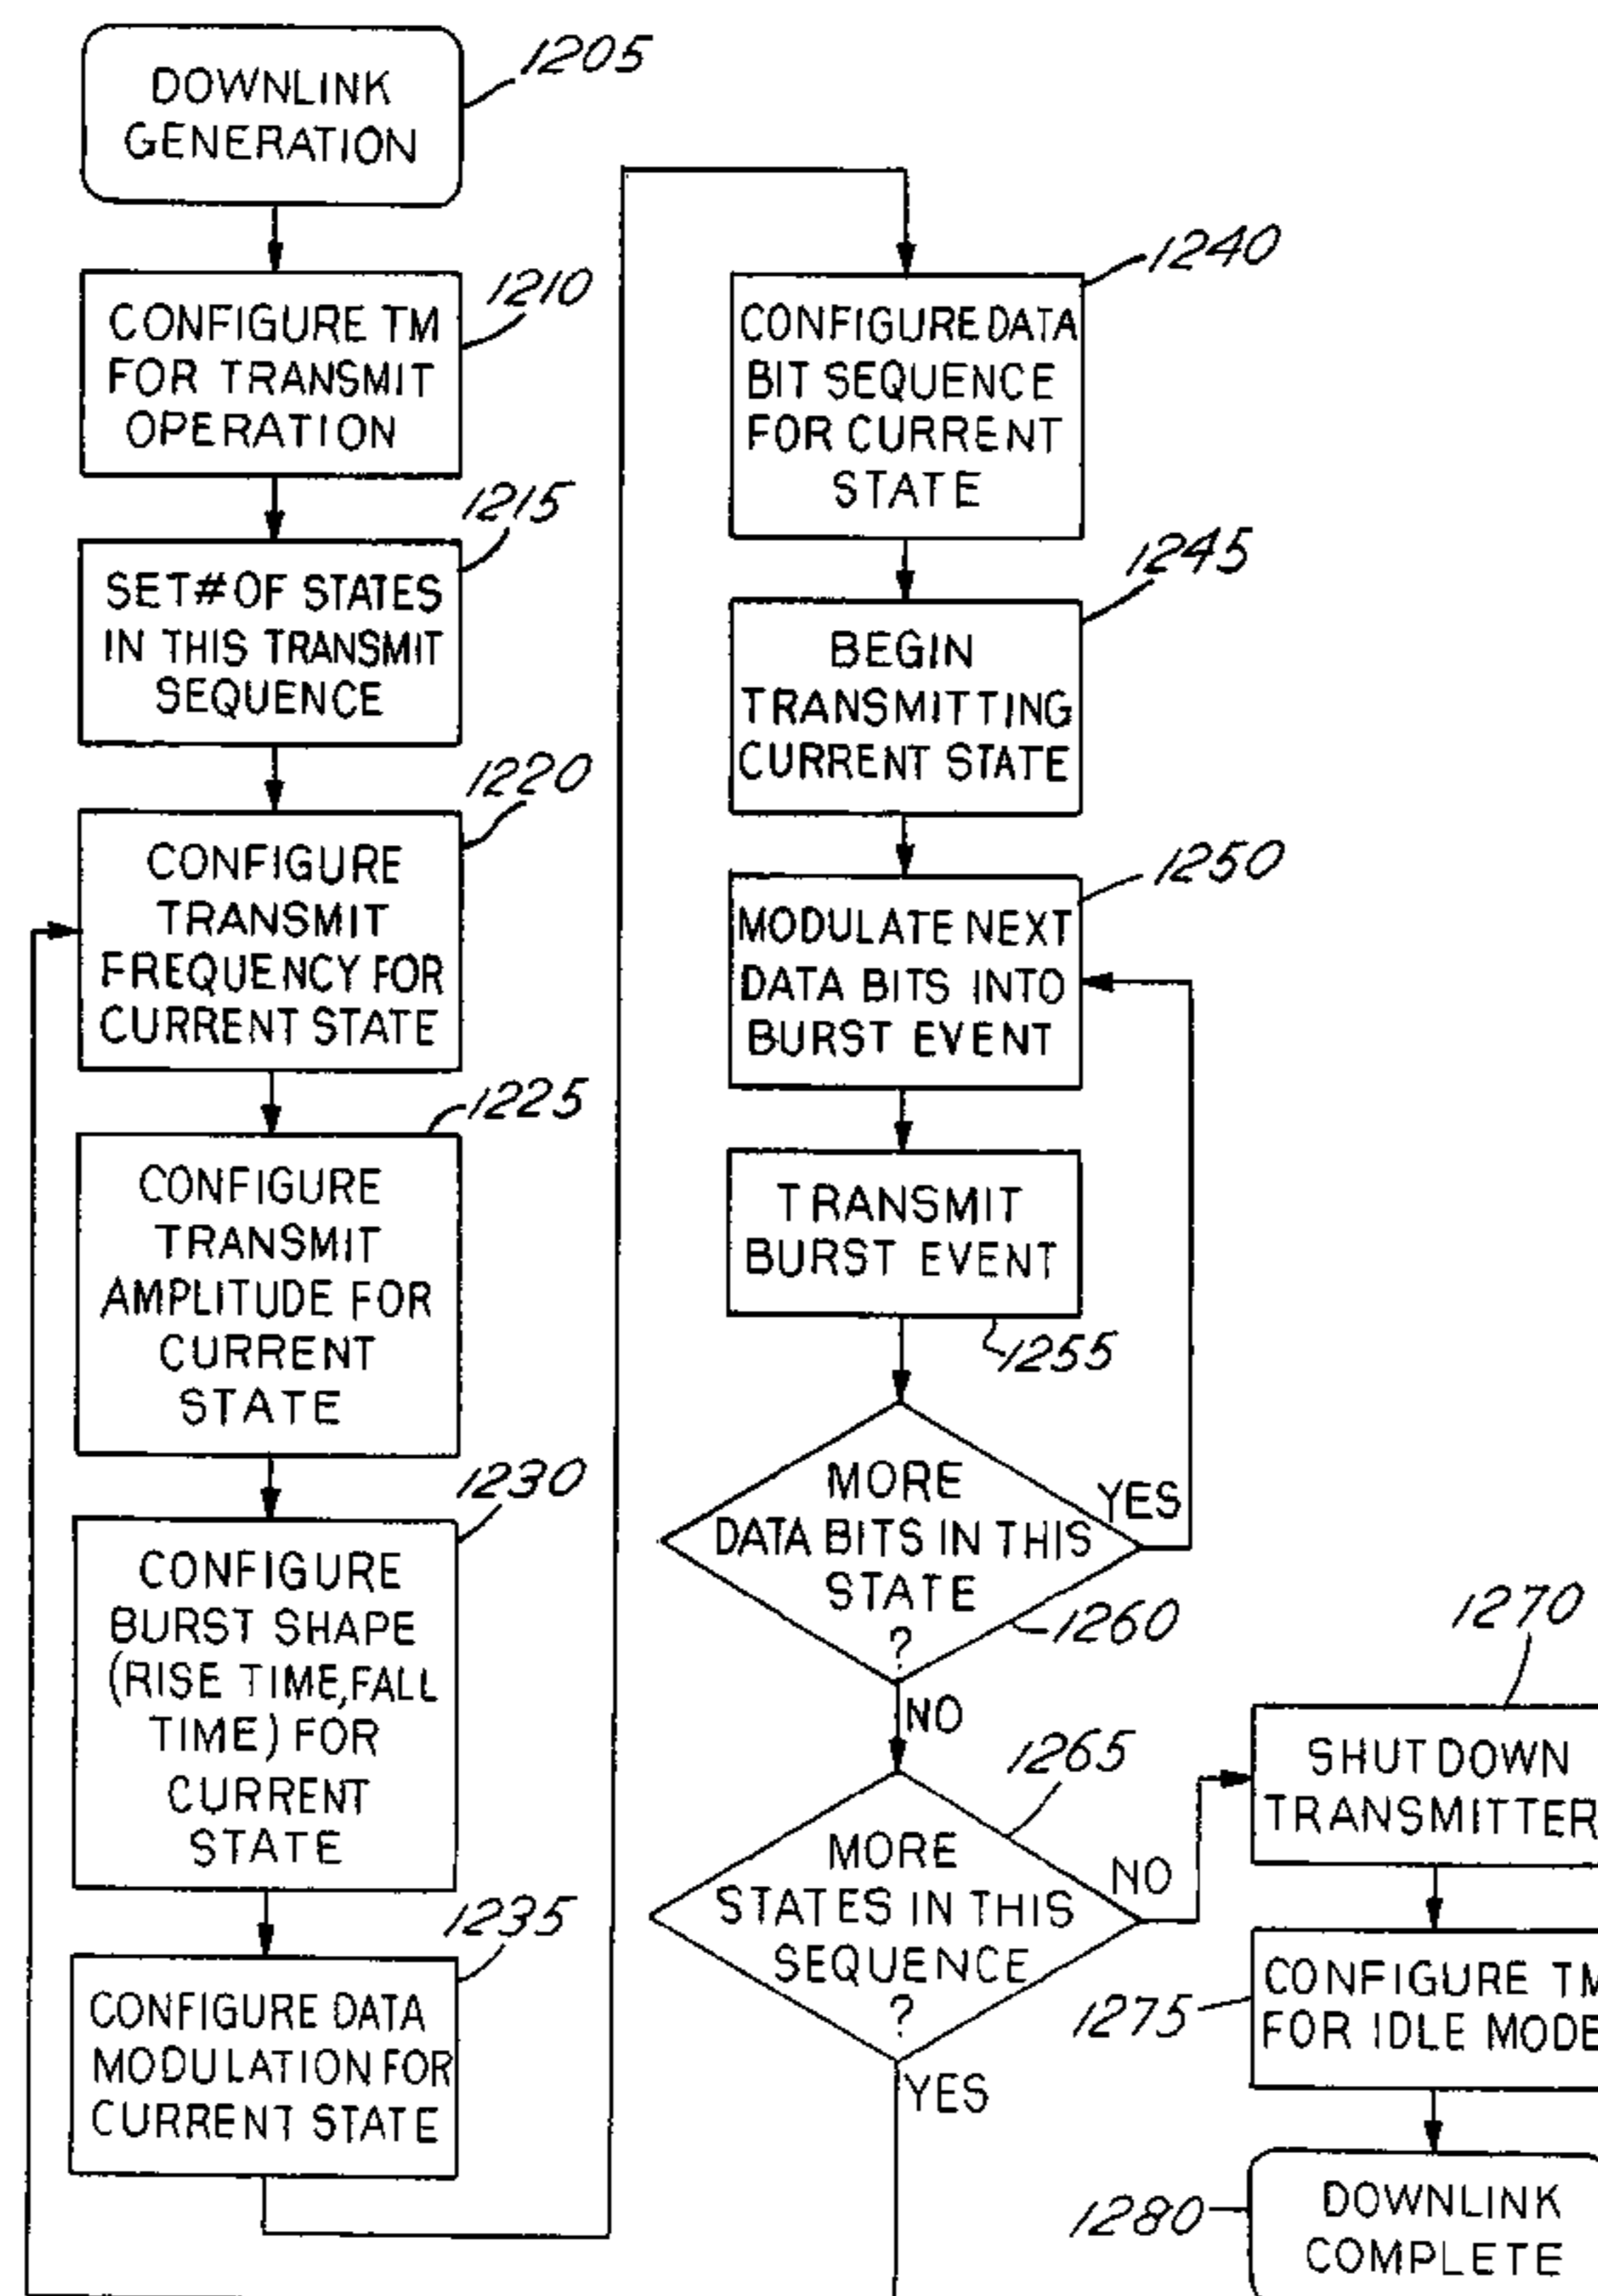 DOWNLINK
GENERATION
1205
CONFIGURE TM
FOR TRANSMIT
OPERATION
1210
SET # OF STATES
IN THIS TRANSMIT
SEQUENCE
1215
CONFIGURE
TRANSMIT
FREQUENCY FOR
CURRENT STATE
1220
CONFIGURE
TRANSMIT
AMPLITUDE FOR
CURRENT
STATE
1225
CONFIGURE
BURST SHAPE
(RISE TIME, FALL
TIME) FOR
CURRENT
STATE
1230
CONFIGURE DATA
MODULATION FOR
CURRENT STATE
1235
CONFIGURE DATA
BIT SEQUENCE
FOR CURRENT
STATE
1240
BEGIN
TRANSMITTING
CURRENT STATE
1245
MODULATE NEXT
DATA BITS INTO
BURST EVENT
1250
TRANSMIT
BURST EVENT
1255
MORE
DATA BITS IN THIS
STATE
?
YES
1260
NO
MORE
STATES IN THIS
SEQUENCE
?
1265
NO
YES
SHUT DOWN
TRANSMITTER
1270
CONFIGURE TM
FOR IDLE MODE
1275
DOWNLINK
COMPLETE
1280